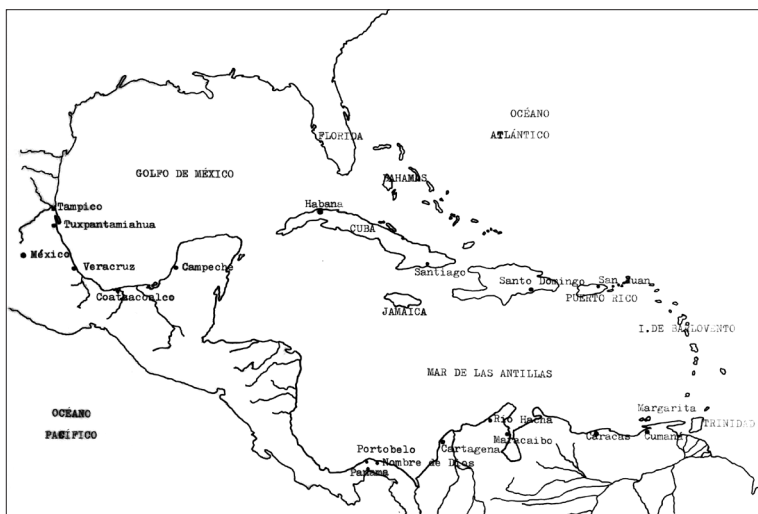 OCÉANO
ATLÁNTICO
FLORIDA
GOLFO DE MÉXICO
BAHAMAS
Habana
Tampico
Tuxpantamiahua
CUBA
México
Veracruz
Campeche
Santiago
Santo Domingo
San Juan
Coatzacoalco
PUERTO RICO
JAMAICA
I.DE BARLOVENTO
MAR DE LAS ANTILLAS
OCÉANO
PACÍFICO
Margarita
Rio Hacha
TRINIDAD
Maracaibo
Caracas
Cumaná
Portobelo
Cartagena
Nombre de Dios
Panama